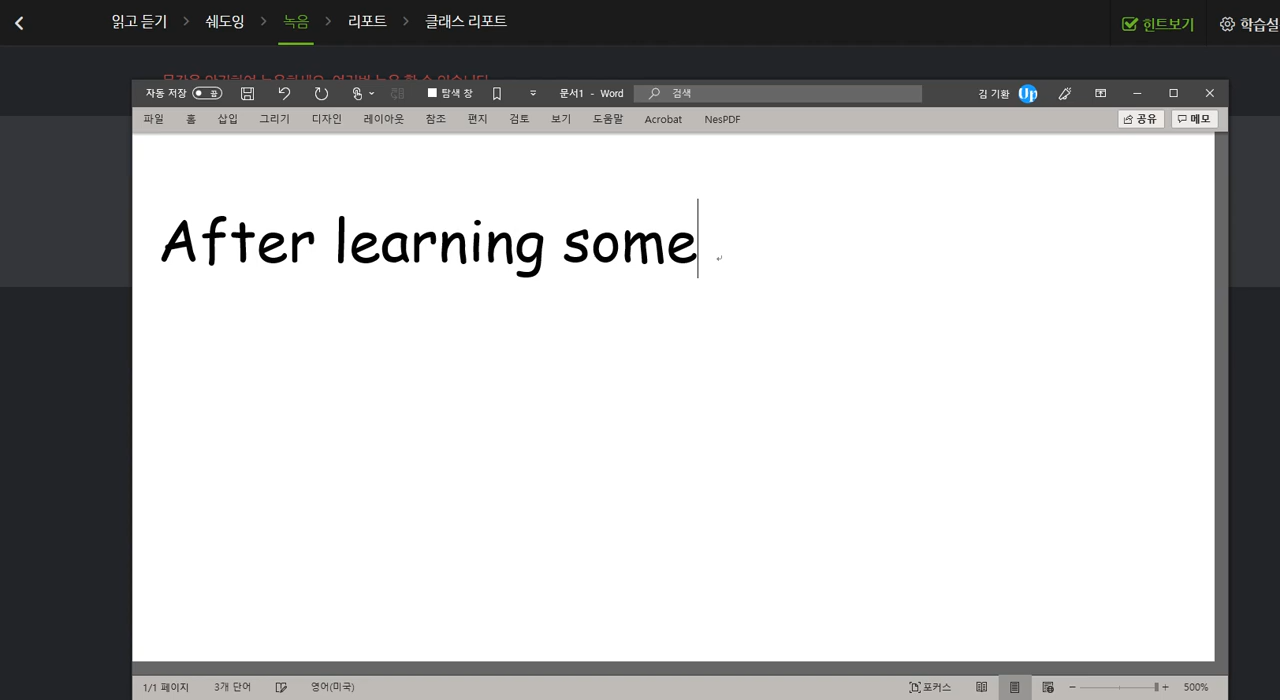 읽고 듣기 > 쉐도잉 > 녹음 > 리포트 > 클래스 리포트
힌트보기 학습설
자동 저장 끔 탐색 창 문서1 - Word 검색 김 기환 Up
파일 홈 삽입 그리기 디자인 레이아웃 참조 편지 검토 보기 도움말 Acrobat NesPDF 공유 메모
After learning some
1/1 페이지 3개 단어 영어(미국) 포커스 - + 500%